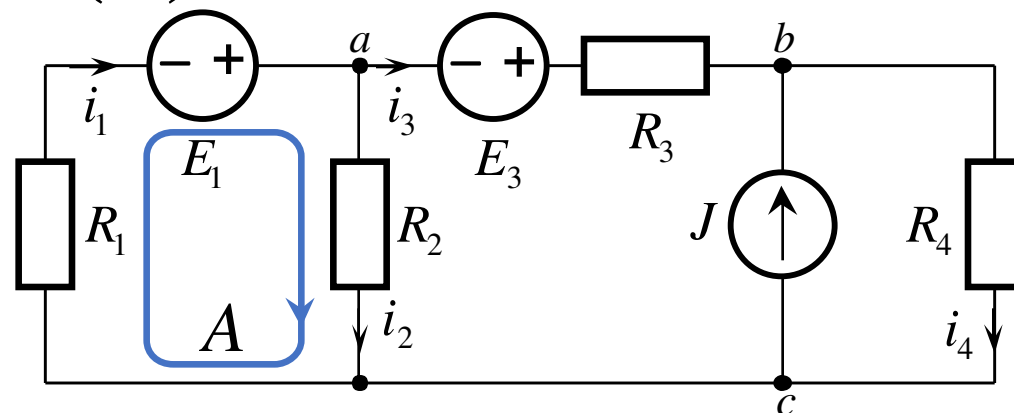 a b
− + − +
i₁ i₃ R₃
E₁ E₃
R₁ R₂ J R₄
A i₂ i₄
c